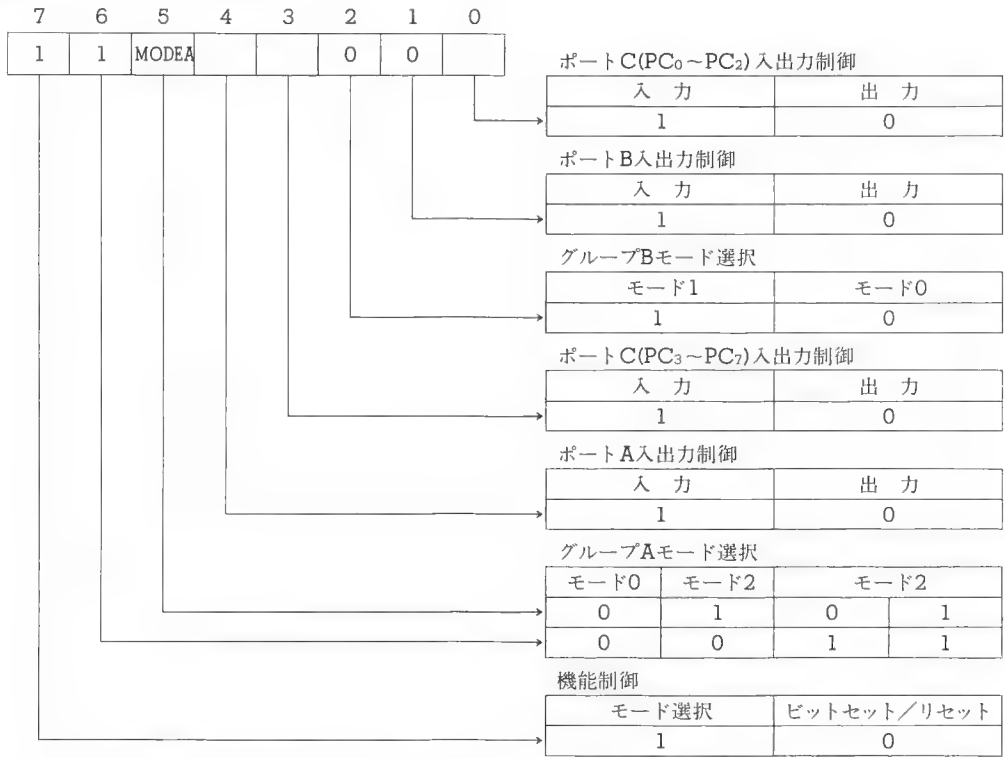 7 6 5 4 3 2 1 0
1 1 MODEA 0 0
ポートC(PC₀～PC₂)入出力制御
入 力 出 力
1 0
ポートB入出力制御
入 力 出 力
1 0
グループBモード選択
モード1 モード0
1 0
ポートC(PC₃～PC₇)入出力制御
入 力 出 力
1 0
ポートA入出力制御
入 力 出 力
1 0
グループAモード選択
モード0 モード2 モード2
0 1 0 1
0 0 1 1
機能制御
モード選択 ビットセット／リセット
1 0